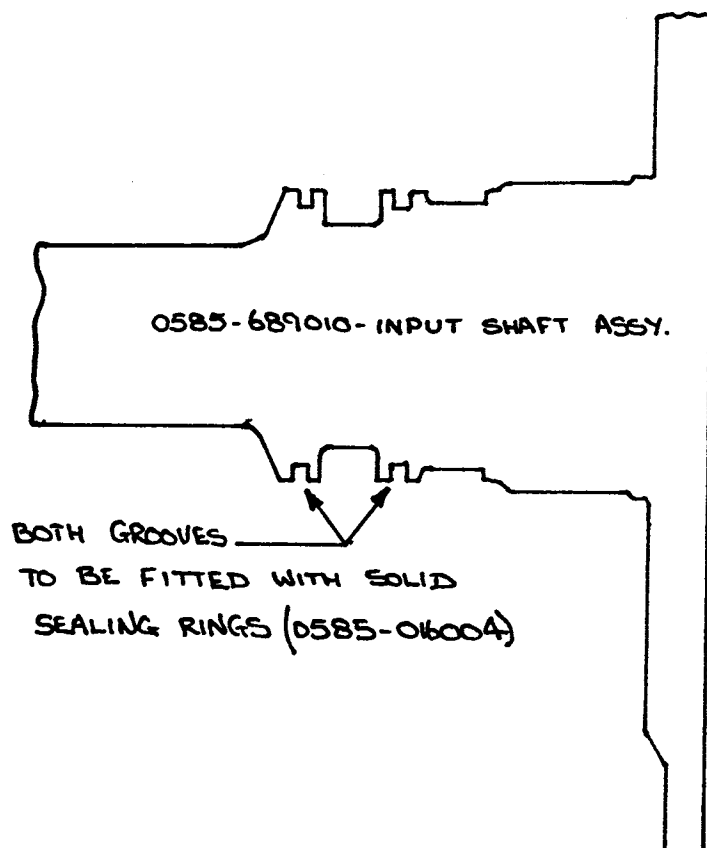 0585-689010-INPUT SHAFT ASSY.
BOTH GROOVES
TO BE FITTED WITH SOLID
SEALING RINGS (0585-016004)